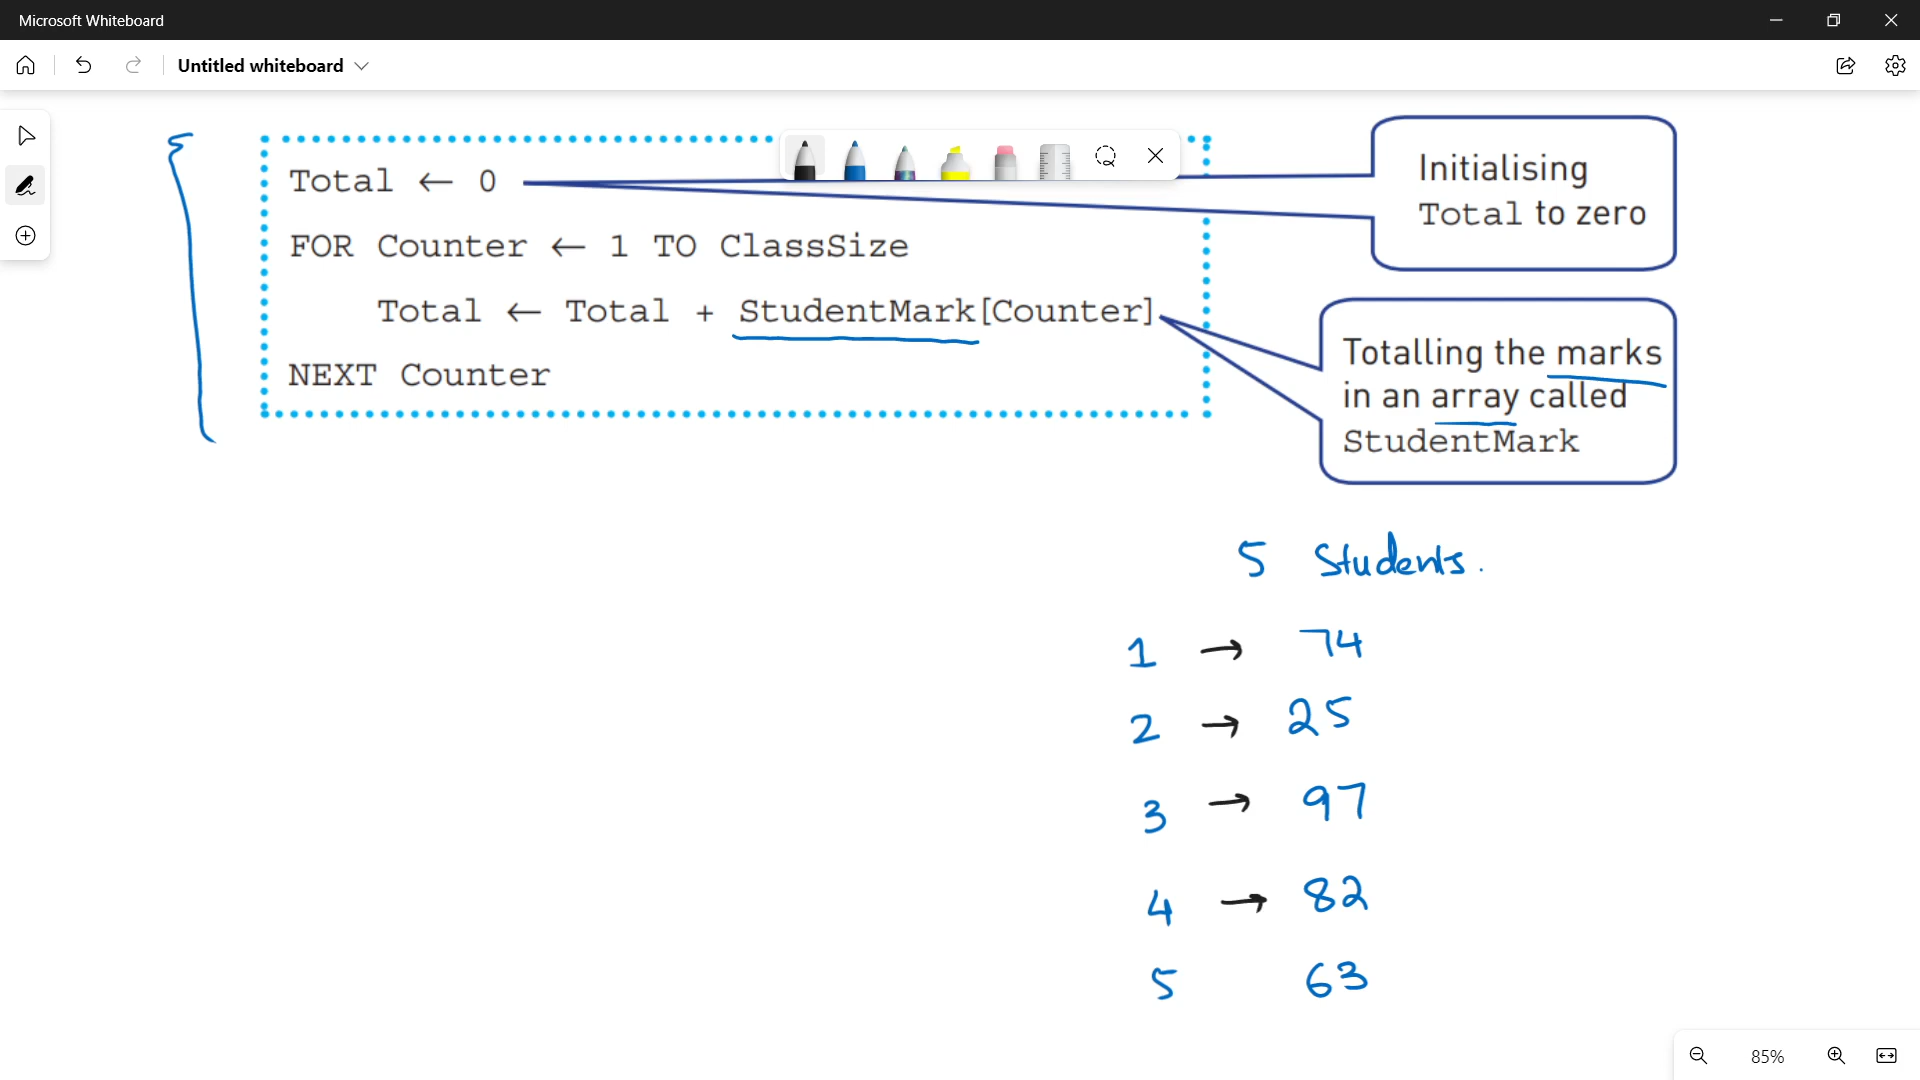 Microsoft Whiteboard
Untitled whiteboard
Total ← 0
FOR Counter ← 1 TO ClassSize
Total ← Total + StudentMark[Counter]
NEXT Counter
Initialising
Total to zero
Totalling the marks
in an array called
StudentMark
5 Students.
1 → 74
2 → 25
3 → 97
4 → 82
5 63
85%